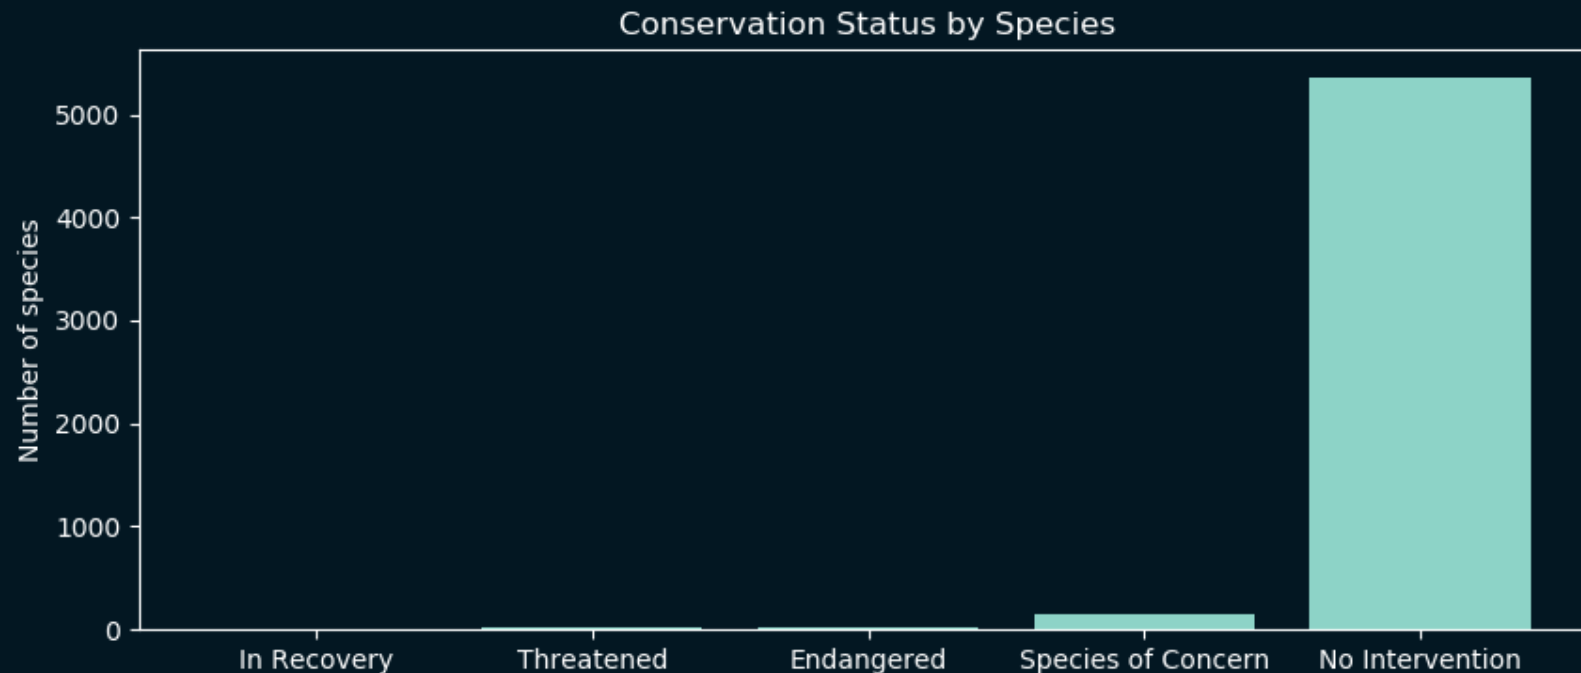 Conservation Status by Species
Number of species
5000
4000
3000
2000
1000
0
In Recovery Threatened Endangered Species of Concern No Intervention